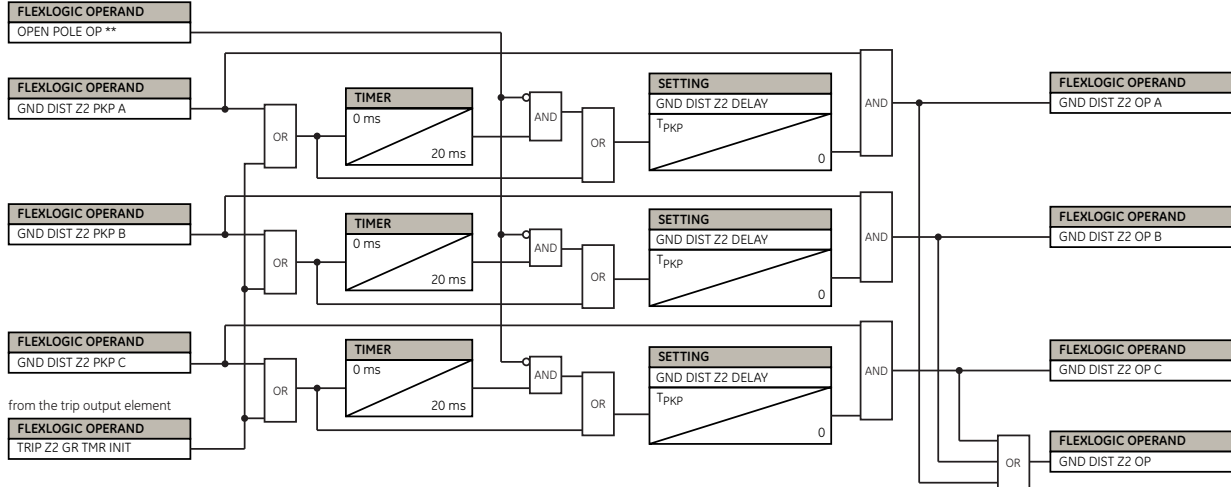 FLEXLOGIC OPERAND
OPEN POLE OP **
FLEXLOGIC OPERAND
GND DIST Z2 PKP A
OR
TIMER
0 ms
20 ms
AND
OR
SETTING
GND DIST Z2 DELAY
TPKP
0
AND
FLEXLOGIC OPERAND
GND DIST Z2 OP A
FLEXLOGIC OPERAND
GND DIST Z2 PKP B
OR
TIMER
0 ms
20 ms
AND
OR
SETTING
GND DIST Z2 DELAY
TPKP
0
AND
FLEXLOGIC OPERAND
GND DIST Z2 OP B
FLEXLOGIC OPERAND
GND DIST Z2 PKP C
OR
TIMER
0 ms
20 ms
AND
OR
SETTING
GND DIST Z2 DELAY
TPKP
0
AND
FLEXLOGIC OPERAND
GND DIST Z2 OP C
from the trip output element
FLEXLOGIC OPERAND
TRIP Z2 GR TMR INIT
OR
FLEXLOGIC OPERAND
GND DIST Z2 OP